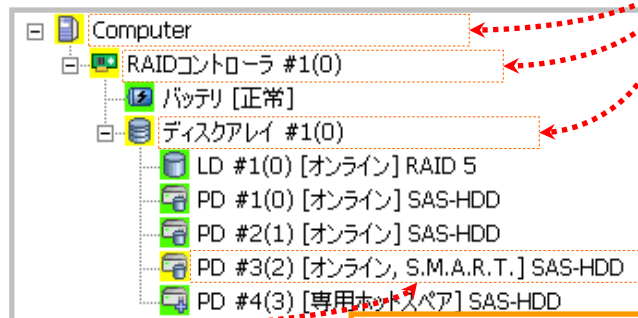 Computer
RAIDコントローラ #1(0)
バッテリ [正常]
ディスクアレイ #1(0)
LD #1(0) [オンライン] RAID 5
PD #1(0) [オンライン] SAS-HDD
PD #2(1) [オンライン] SAS-HDD
PD #3(2) [オンライン, S.M.A.R.T.] SAS-HDD
PD #4(3) [専用ホットスペア] SAS-HDD